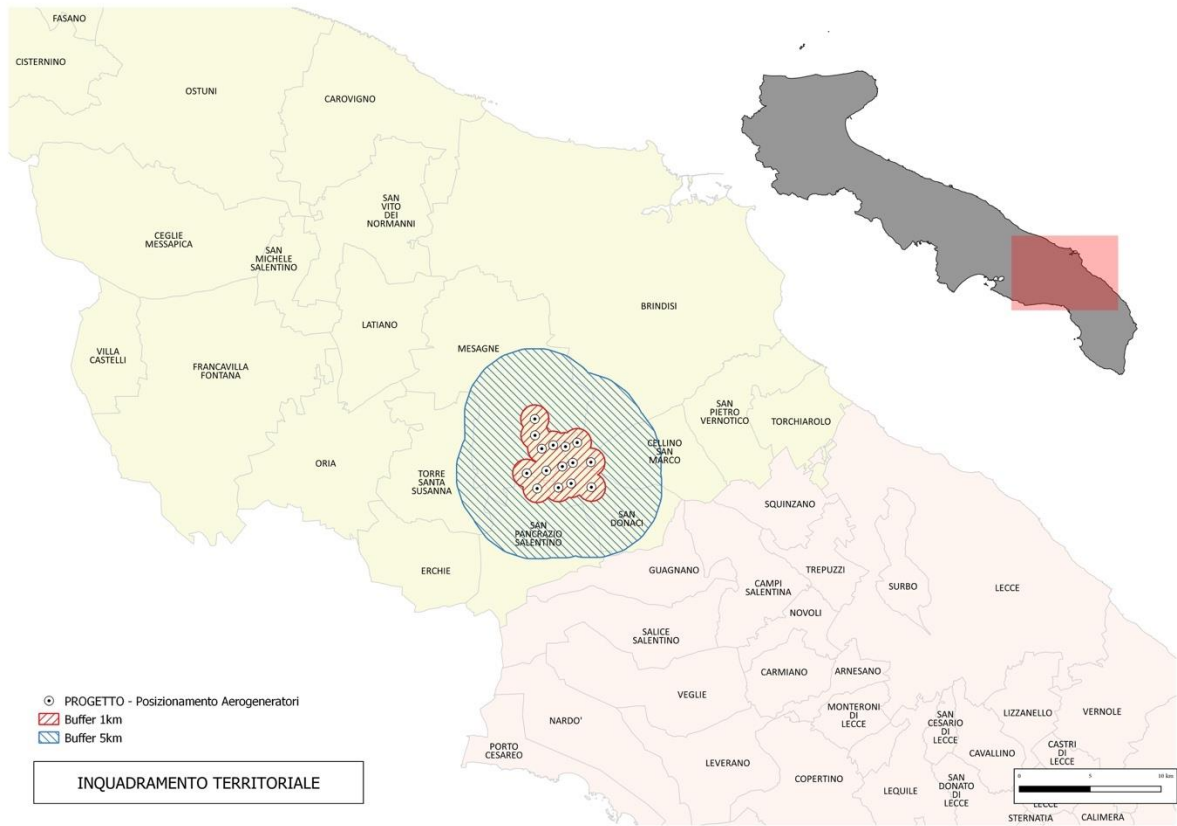 FASANO
CISTERNINO
OSTUNI
CAROVIGNO
SAN
VITO
DEI
NORMANNI
CEGLIE
MESSAPICA
SAN
MICHELE
SALENTINO
BRINDISI
LATIANO
MESAGNE
VILLA
CASTELLI
FRANCAVILLA
FONTANA
SAN
PIETRO
VERNOTICO
TORCHIAROLO
CELLINO
SAN
MARCO
ORIA
TORRE
SANTA
SUSANNA
SAN
DONACI
SAN
PANCRAZIO
SALENTINO
SQUINZANO
ERCHIE
GUAGNANO
CAMPI
SALENTINA
TREPUZZI
SURBO
LECCE
NOVOLI
SALICE
SALENTINO
CARMIANO
ARNESANO
VEGLIE
MONTERONI
DI
LECCE
SAN
CESARIO
DI
LECCE
LIZZANELLO
VERNOLE
NARDO'
PORTO
CESAREO
LEVERANO
COPERTINO
CAVALLINO
CASTRI
DI
LECCE
LEQUILE
SAN
DONATO
DI
LECCE
LECCE
STERNATIA
CALIMERA
PROGETTO - Posizionamento Aerogeneratori
Buffer 1km
Buffer 5km
INQUADRAMENTO TERRITORIALE
0 5 10 km